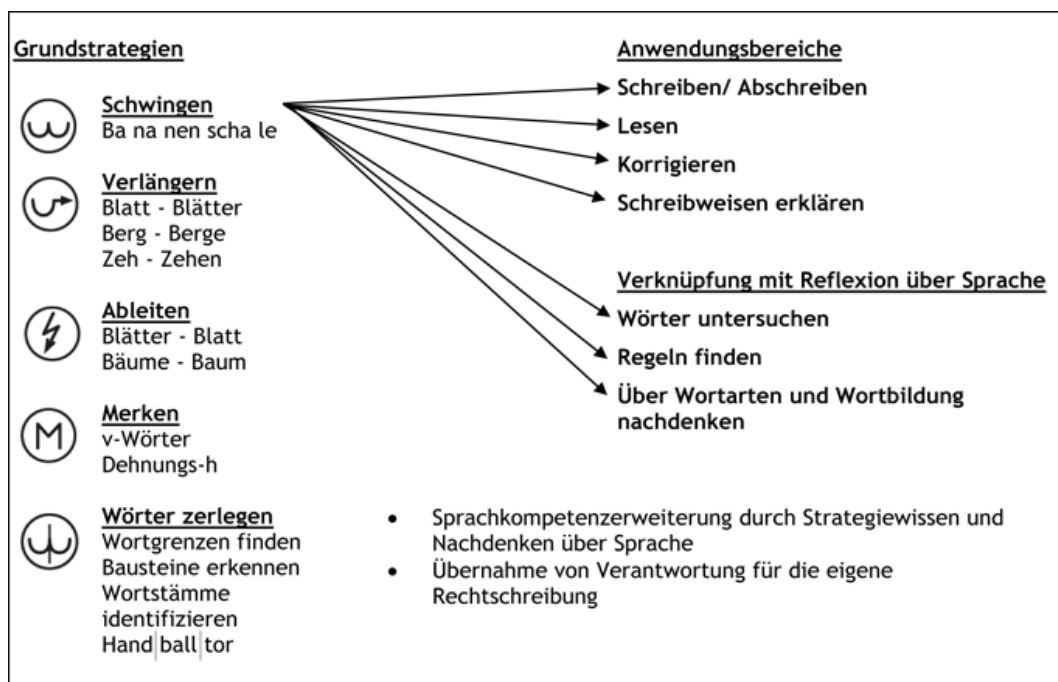 Grundstrategien
Schwingen
Ba na nen scha le
Verlängern
Blatt - Blätter
Berg - Berge
Zeh - Zehen
Ableiten
Blätter - Blatt
Bäume - Baum
M
Merken
v-Wörter
Dehnungs-h
Wörter zerlegen
Wortgrenzen finden
Bausteine erkennen
Wortstämme
identifizieren
Hand|ball|tor
Anwendungsbereiche
Schreiben/ Abschreiben
Lesen
Korrigieren
Schreibweisen erklären
Verknüpfung mit Reflexion über Sprache
Wörter untersuchen
Regeln finden
Über Wortarten und Wortbildung
nachdenken
• Sprachkompetenzerweiterung durch Strategiewissen und
Nachdenken über Sprache
• Übernahme von Verantwortung für die eigene
Rechtschreibung